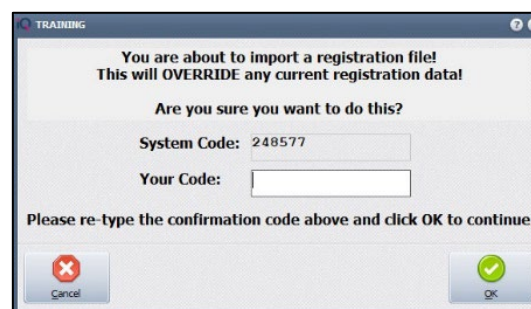 iQ TRAINING
You are about to import a registration file!
This will OVERRIDE any current registration data!
Are you sure you want to do this?
System Code: 248577
Your Code:
Please re-type the confirmation code above and click OK to continue
Cancel
OK